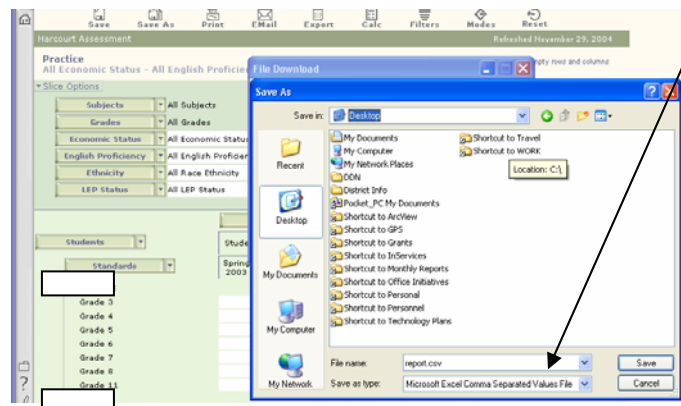 Save Save As Print EMail Export Calc Filters Modes Reset
Harcourt Assessment Refreshed November 29, 2004
Practice
All Economic Status - All English Proficie
empty rows and columns
Slice Options
Subjects All Subjects
Grades All Grades
Economic Status All Economic Status
English Proficiency All English Proficien
Ethnicity All Race Ethnicity
LEP Status All LEP Status
Students Stude
Standards Spring
2003
Grade 3
Grade 4
Grade 5
Grade 6
Grade 7
Grade 8
Grade 11
File Download
Save As
Save in: Desktop
Recent
Desktop
My Documents
My Computer
My Network
My Documents
My Computer
My Network Places
DDN
District Info
Pocket_PC My Documents
Shortcut to ArcView
Shortcut to GPS
Shortcut to Grants
Shortcut to InServices
Shortcut to Monthly Reports
Shortcut to Office Initiatives
Shortcut to Personal
Shortcut to Personnel
Shortcut to Technology Plans
Shortcut to Travel
Shortcut to WORK
Location: C:\
File name: report.csv Save
Save as type: Microsoft Excel Comma Separated Values File Cancel